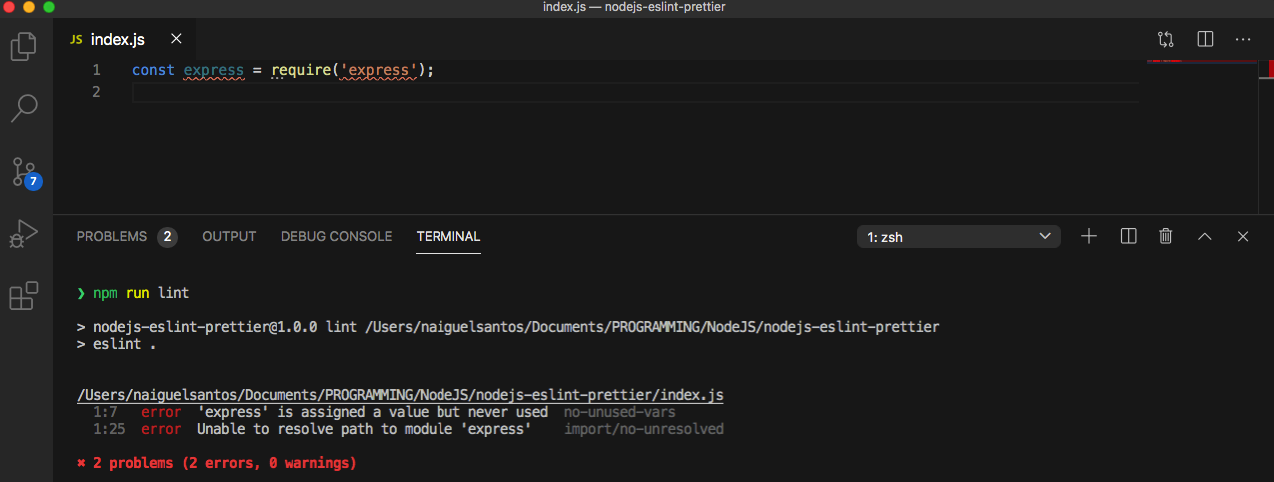 index.js — nodejs-eslint-prettier
JS index.js
1 const express = require('express');
2
7
PROBLEMS 2 OUTPUT DEBUG CONSOLE TERMINAL 1: zsh
❯ npm run lint
> nodejs-eslint-prettier@1.0.0 lint /Users/naiguelsantos/Documents/PROGRAMMING/NodeJS/nodejs-eslint-prettier
> eslint .
/Users/naiguelsantos/Documents/PROGRAMMING/NodeJS/nodejs-eslint-prettier/index.js
1:7 error 'express' is assigned a value but never used no-unused-vars
1:25 error Unable to resolve path to module 'express' import/no-unresolved
✖ 2 problems (2 errors, 0 warnings)